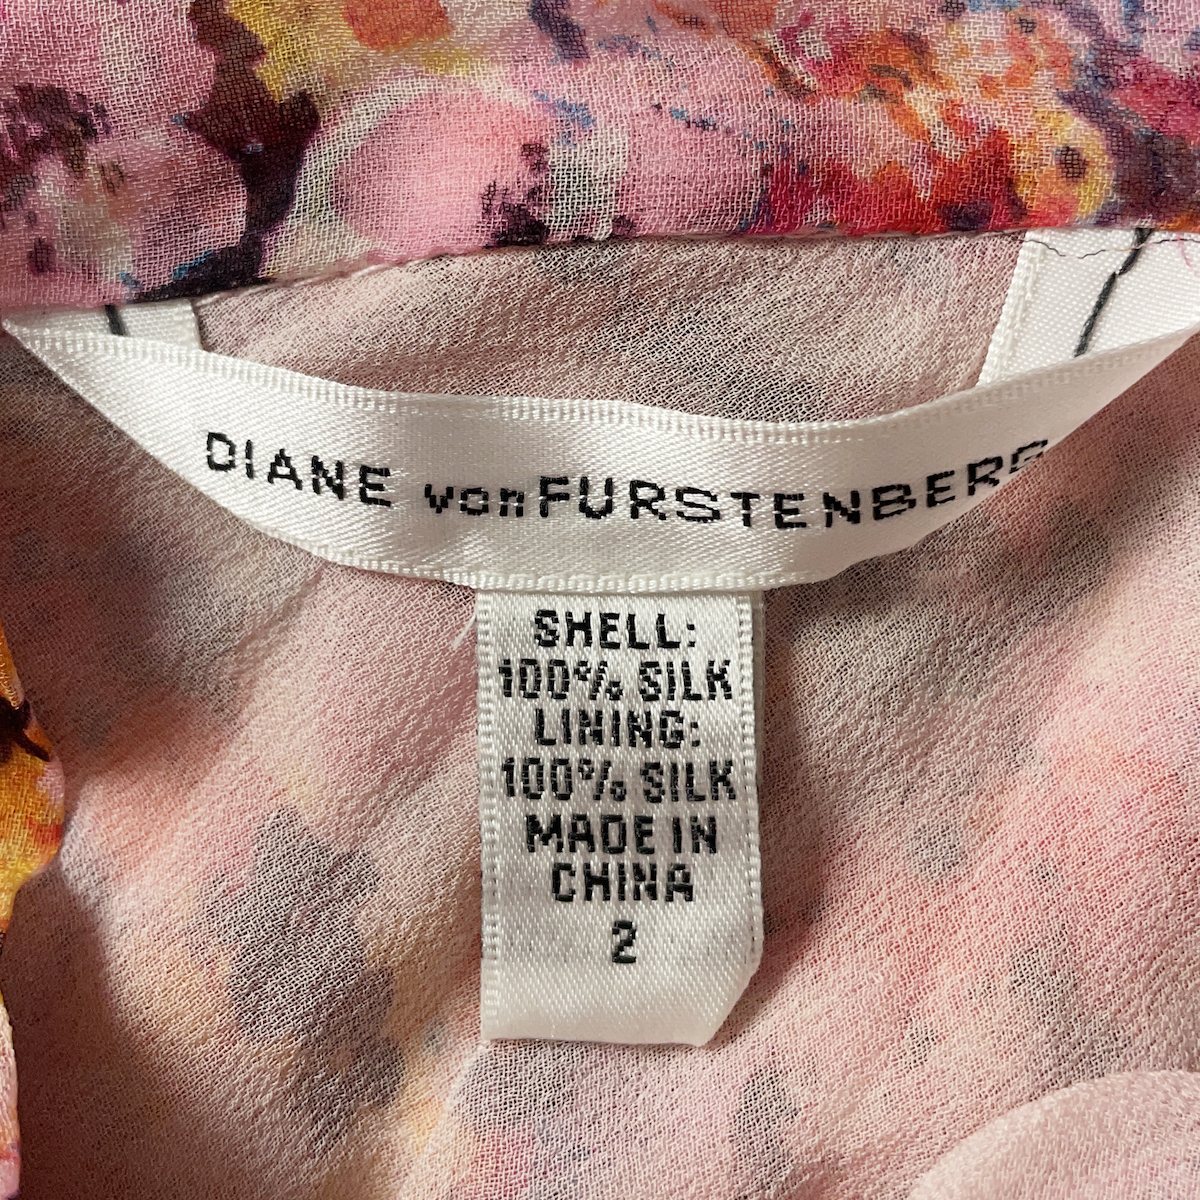 DIANE von FURSTENBERG
SHELL:
100% SILK
LINING:
100% SILK
MADE IN
CHINA
2